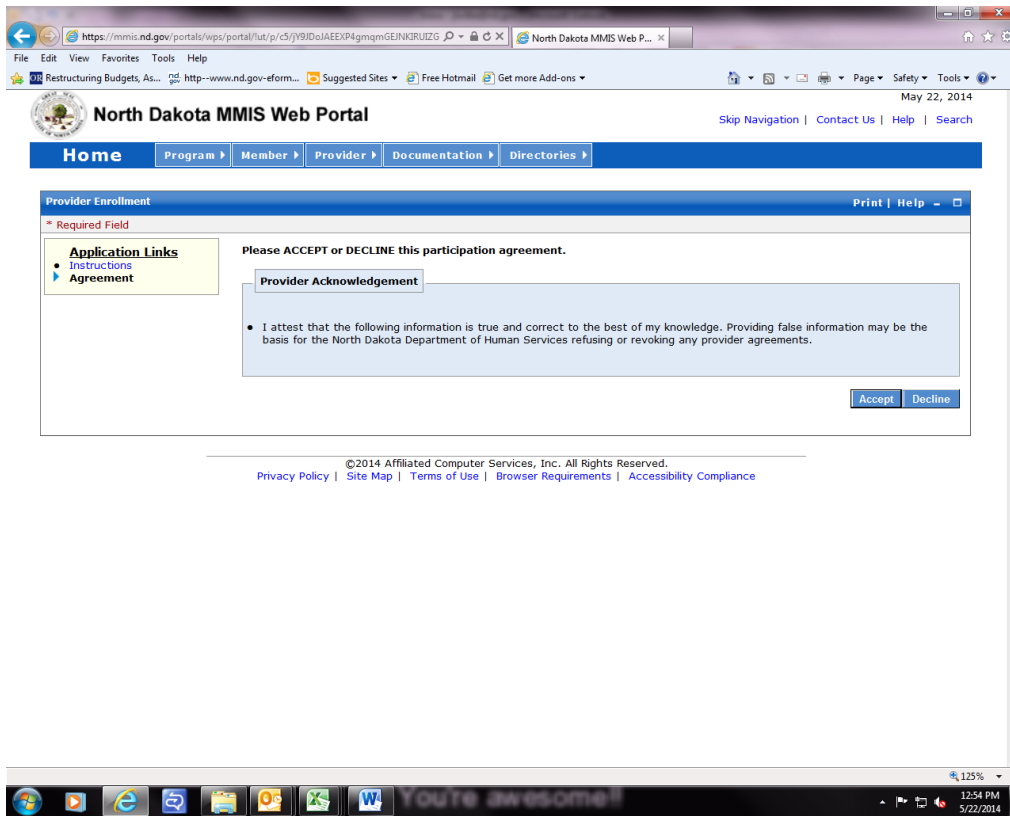 https://mmis.nd.gov/portals/wps/portal/!ut/p/c5/jY9JDoJAEEXP4gmqmGEJNKIRUIZG
North Dakota MMIS Web P...
File Edit View Favorites Tools Help
OR Restructuring Budgets, As... nd.gov http--www.nd.gov-eform... Suggested Sites Free Hotmail Get more Add-ons Page Safety Tools
May 22, 2014
North Dakota MMIS Web Portal
Skip Navigation | Contact Us | Help | Search
Home Program Member Provider Documentation Directories
Provider Enrollment Print | Help
* Required Field
Application Links
Instructions
Agreement
Please ACCEPT or DECLINE this participation agreement.
Provider Acknowledgement
I attest that the following information is true and correct to the best of my knowledge. Providing false information may be the
basis for the North Dakota Department of Human Services refusing or revoking any provider agreements.
Accept Decline
©2014 Affiliated Computer Services, Inc. All Rights Reserved.
Privacy Policy | Site Map | Terms of Use | Browser Requirements | Accessibility Compliance
125%
You're awesome!!
12:54 PM
5/22/2014